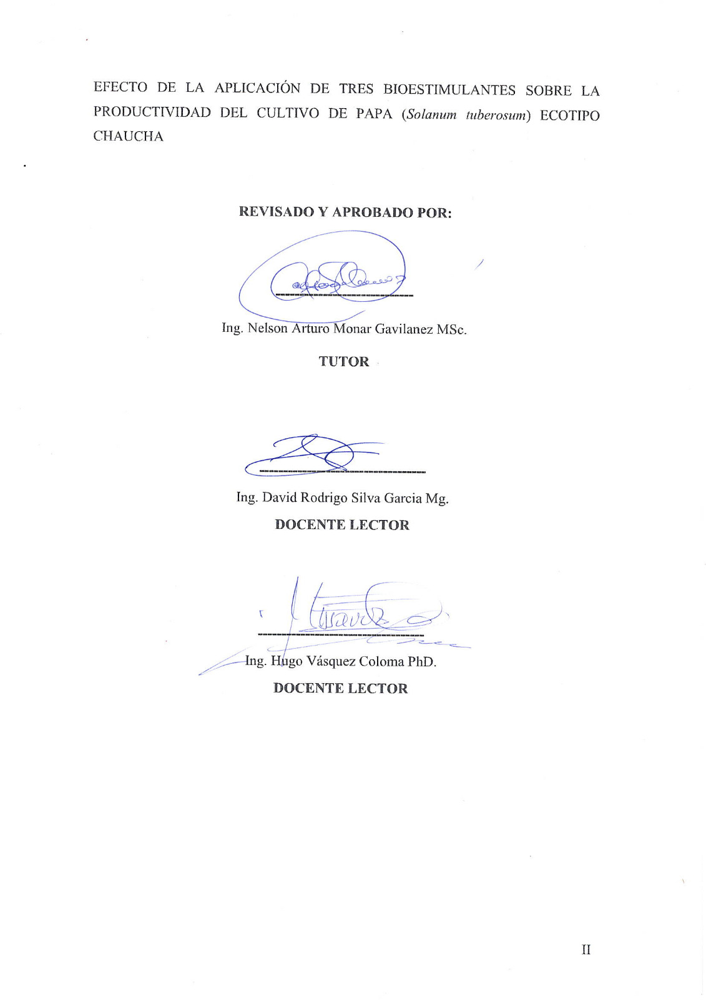 EFECTO DE LA APLICACIÓN DE TRES BIOESTIMULANTES SOBRE LA
PRODUCTIVIDAD DEL CULTIVO DE PAPA (Solanum tuberosum) ECOTIPO
CHAUCHA
REVISADO Y APROBADO POR:
Ing. Nelson Arturo Monar Gavilanez MSc.
TUTOR
Ing. David Rodrigo Silva Garcia Mg.
DOCENTE LECTOR
Ing. Hugo Vásquez Coloma PhD.
DOCENTE LECTOR
II